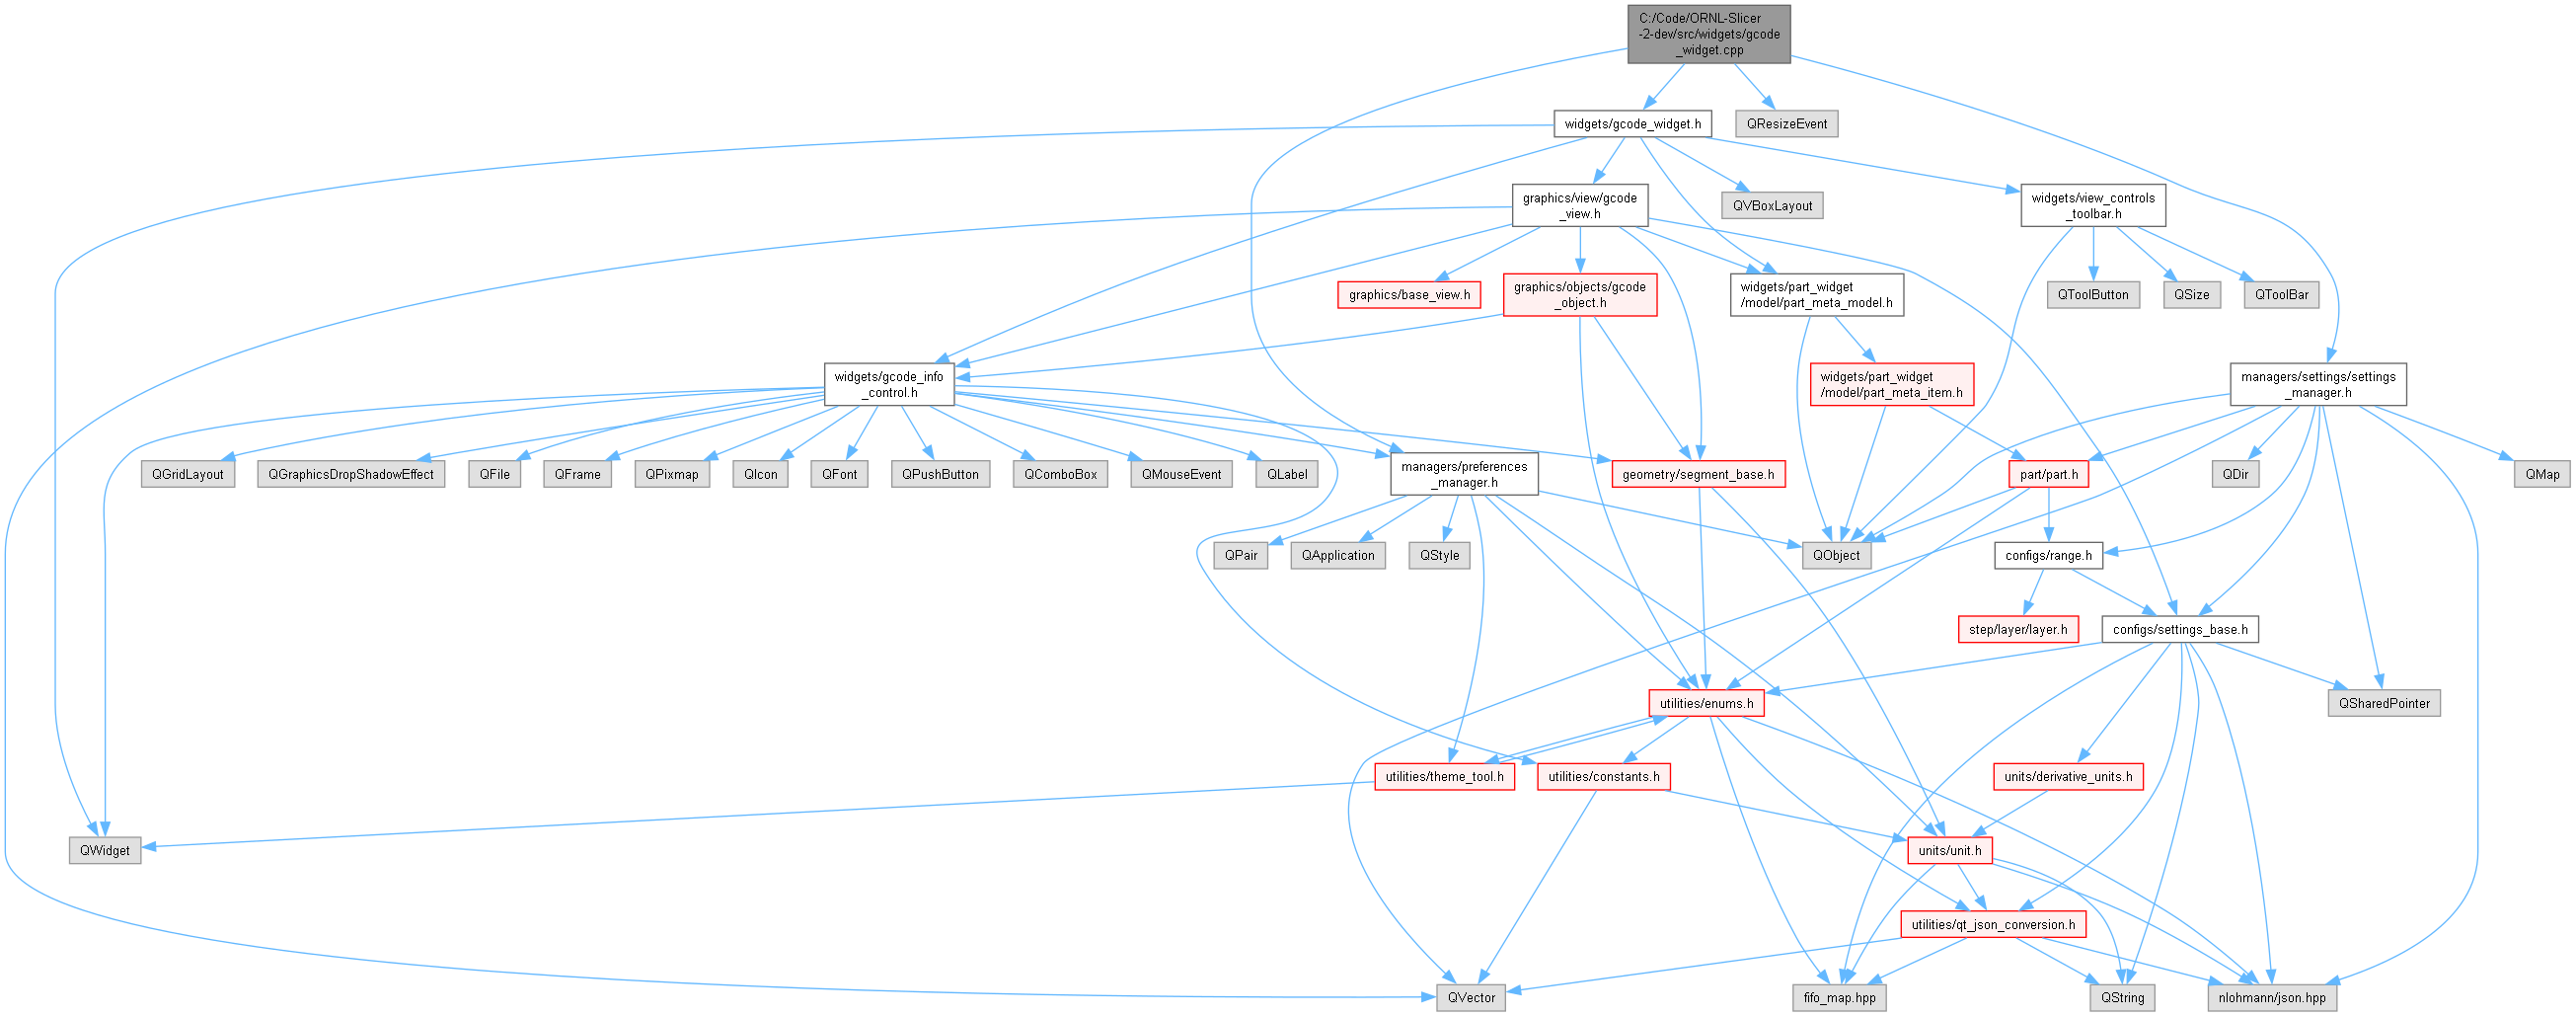 C:/Code/ORNL-Slicer
-2-dev/src/widgets/gcode
_widget.cpp
widgets/gcode_widget.h
QResizeEvent
graphics/view/gcode
_view.h
QVBoxLayout
widgets/view_controls
_toolbar.h
graphics/base_view.h
graphics/objects/gcode
_object.h
widgets/part_widget
/model/part_meta_model.h
QToolButton
QSize
QToolBar
widgets/gcode_info
_control.h
widgets/part_widget
/model/part_meta_item.h
managers/settings/settings
_manager.h
QGridLayout
QGraphicsDropShadowEffect
QFile
QFrame
QPixmap
QIcon
QFont
QPushButton
QComboBox
QMouseEvent
QLabel
managers/preferences
_manager.h
geometry/segment_base.h
part/part.h
QDir
QMap
QPair
QApplication
QStyle
QObject
configs/range.h
step/layer/layer.h
configs/settings_base.h
utilities/enums.h
QSharedPointer
utilities/theme_tool.h
utilities/constants.h
units/derivative_units.h
QWidget
units/unit.h
utilities/qt_json_conversion.h
QVector
fifo_map.hpp
QString
nlohmann/json.hpp